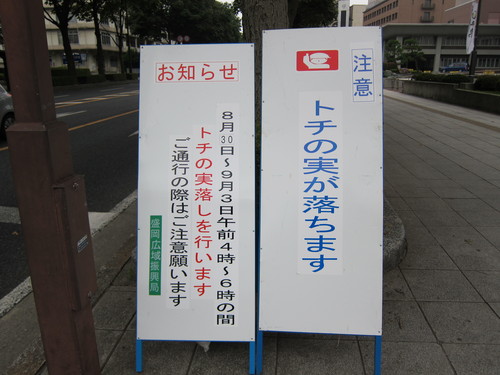 お知らせ
8月30日～9月3日午前4時～6時の間
トチの実落しを行います
ご通行の際はご注意願います
盛岡広域振興局
注意
トチの実が落ちます